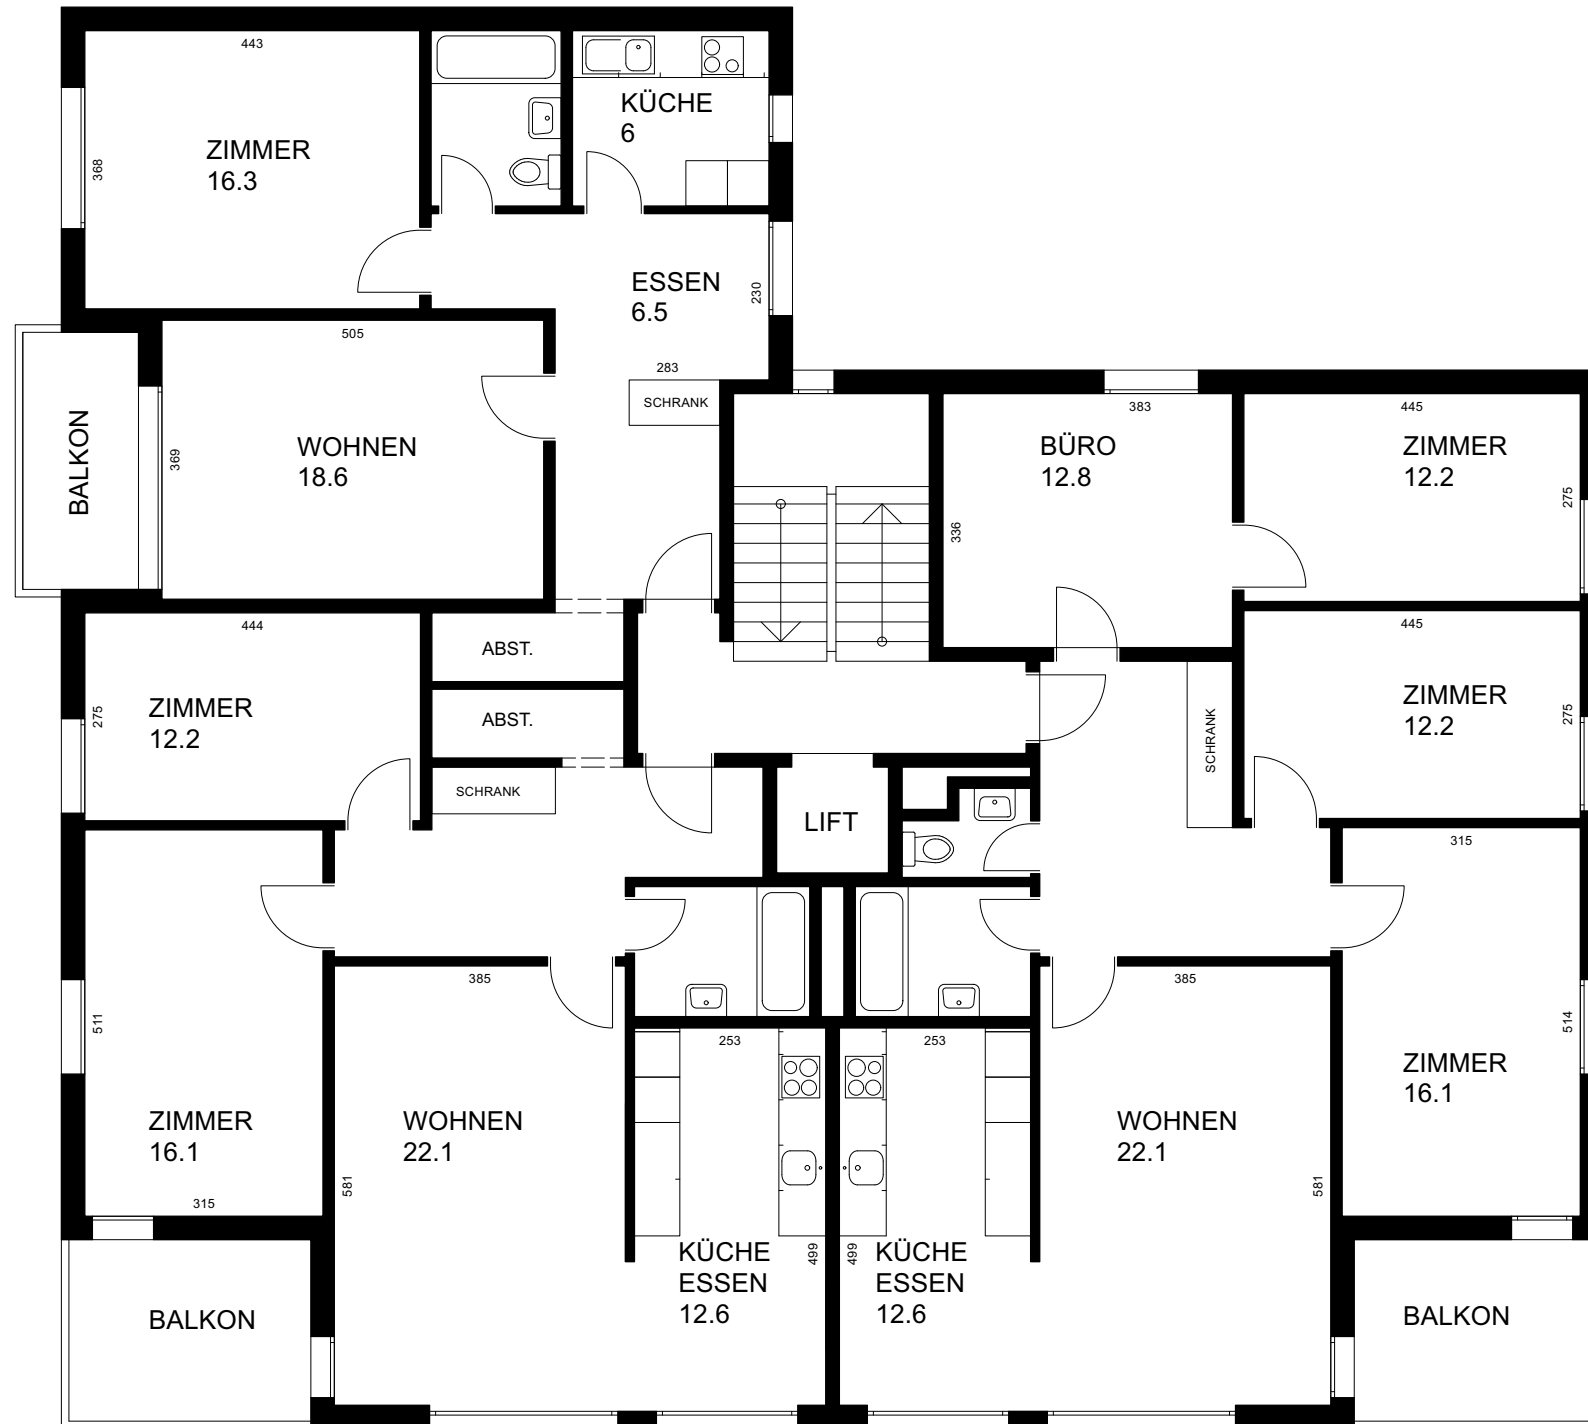 443
KÜCHE
6
ZIMMER
16.3
368
ESSEN
6.5
230
505
283
SCHRANK
BALKON
369
WOHNEN
18.6
383
445
BÜRO
12.8
ZIMMER
12.2
275
336
444
ABST.
445
ZIMMER
12.2
275
ABST.
SCHRANK
ZIMMER
12.2
275
SCHRANK
LIFT
315
385
385
511
514
253
253
ZIMMER
16.1
ZIMMER
16.1
WOHNEN
22.1
WOHNEN
22.1
581
581
315
KÜCHE
ESSEN
12.6
499
499
KÜCHE
ESSEN
12.6
BALKON
BALKON